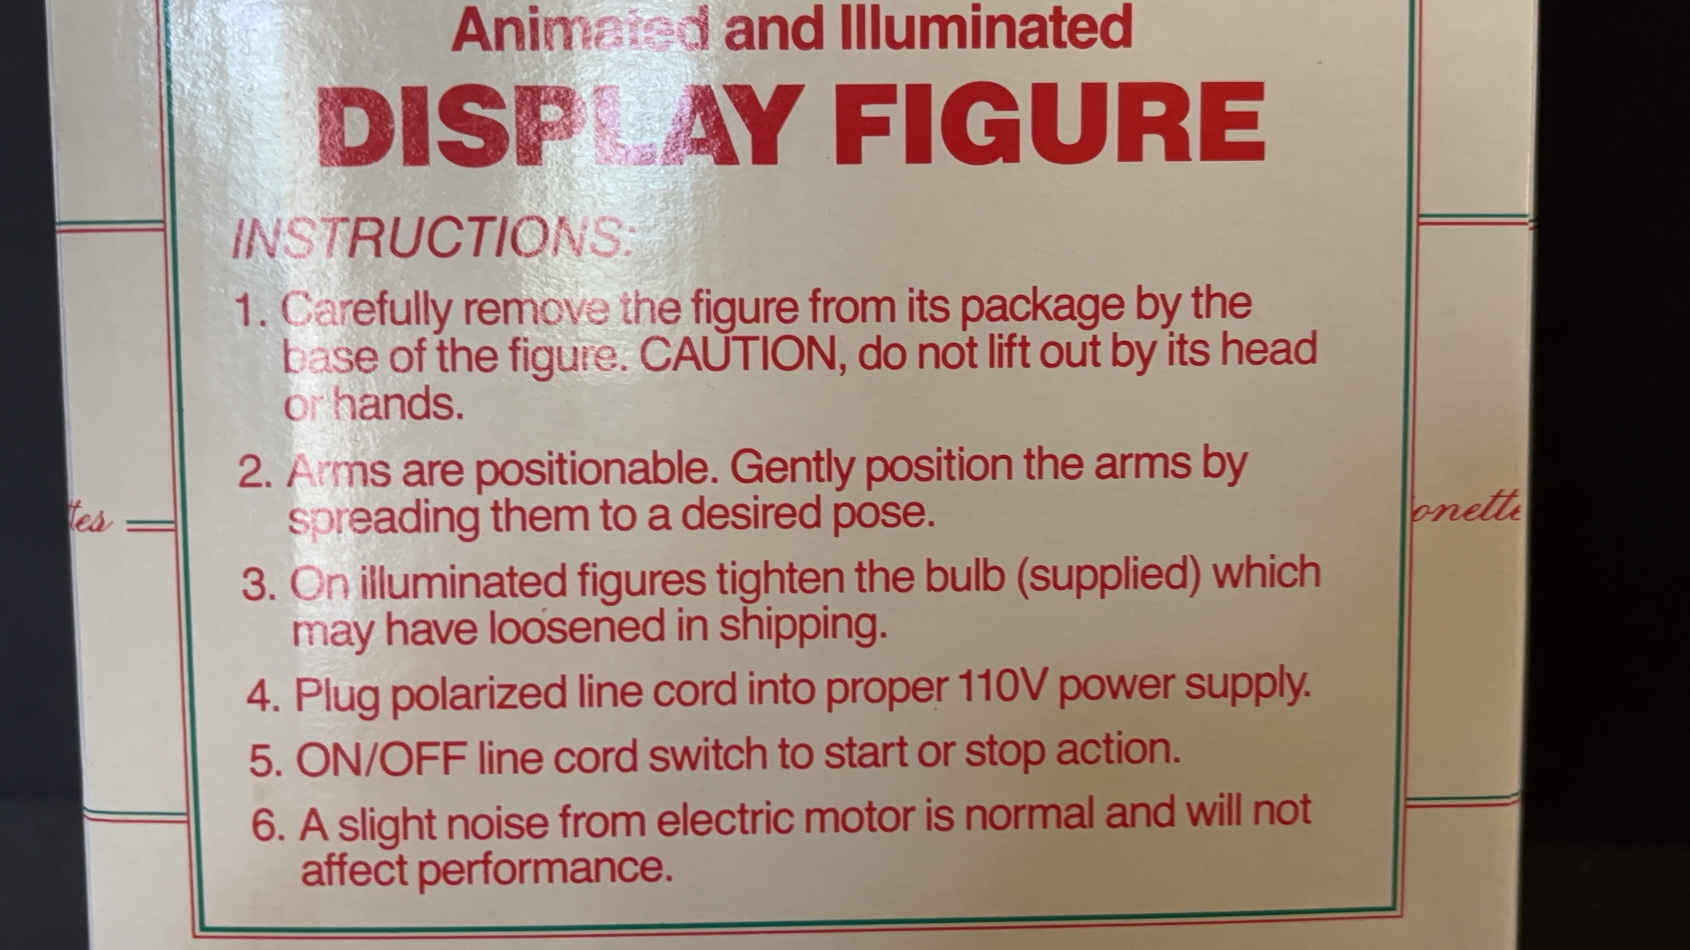 Animated and Illuminated
DISPLAY FIGURE
INSTRUCTIONS:
1. Carefully remove the figure from its package by the
base of the figure. CAUTION, do not lift out by its head
or hands.
2. Arms are positionable. Gently position the arms by
spreading them to a desired pose.
3. On illuminated figures tighten the bulb (supplied) which
may have loosened in shipping.
4. Plug polarized line cord into proper 110V power supply.
5. ON/OFF line cord switch to start or stop action.
6. A slight noise from electric motor is normal and will not
affect performance.